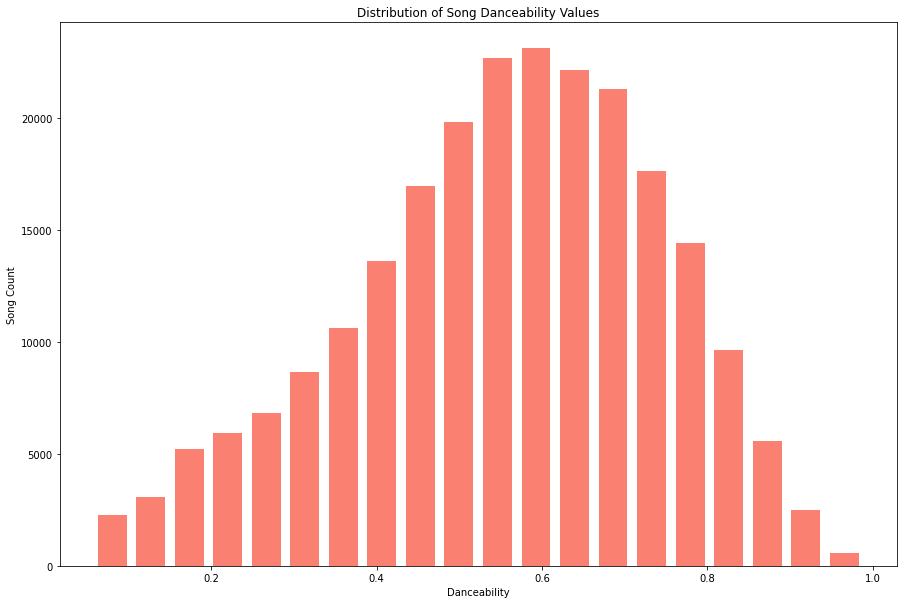 Distribution of Song Danceability Values
Song Count
20000
15000
10000
5000
0
0.2 0.4 0.6 0.8 1.0
Danceability